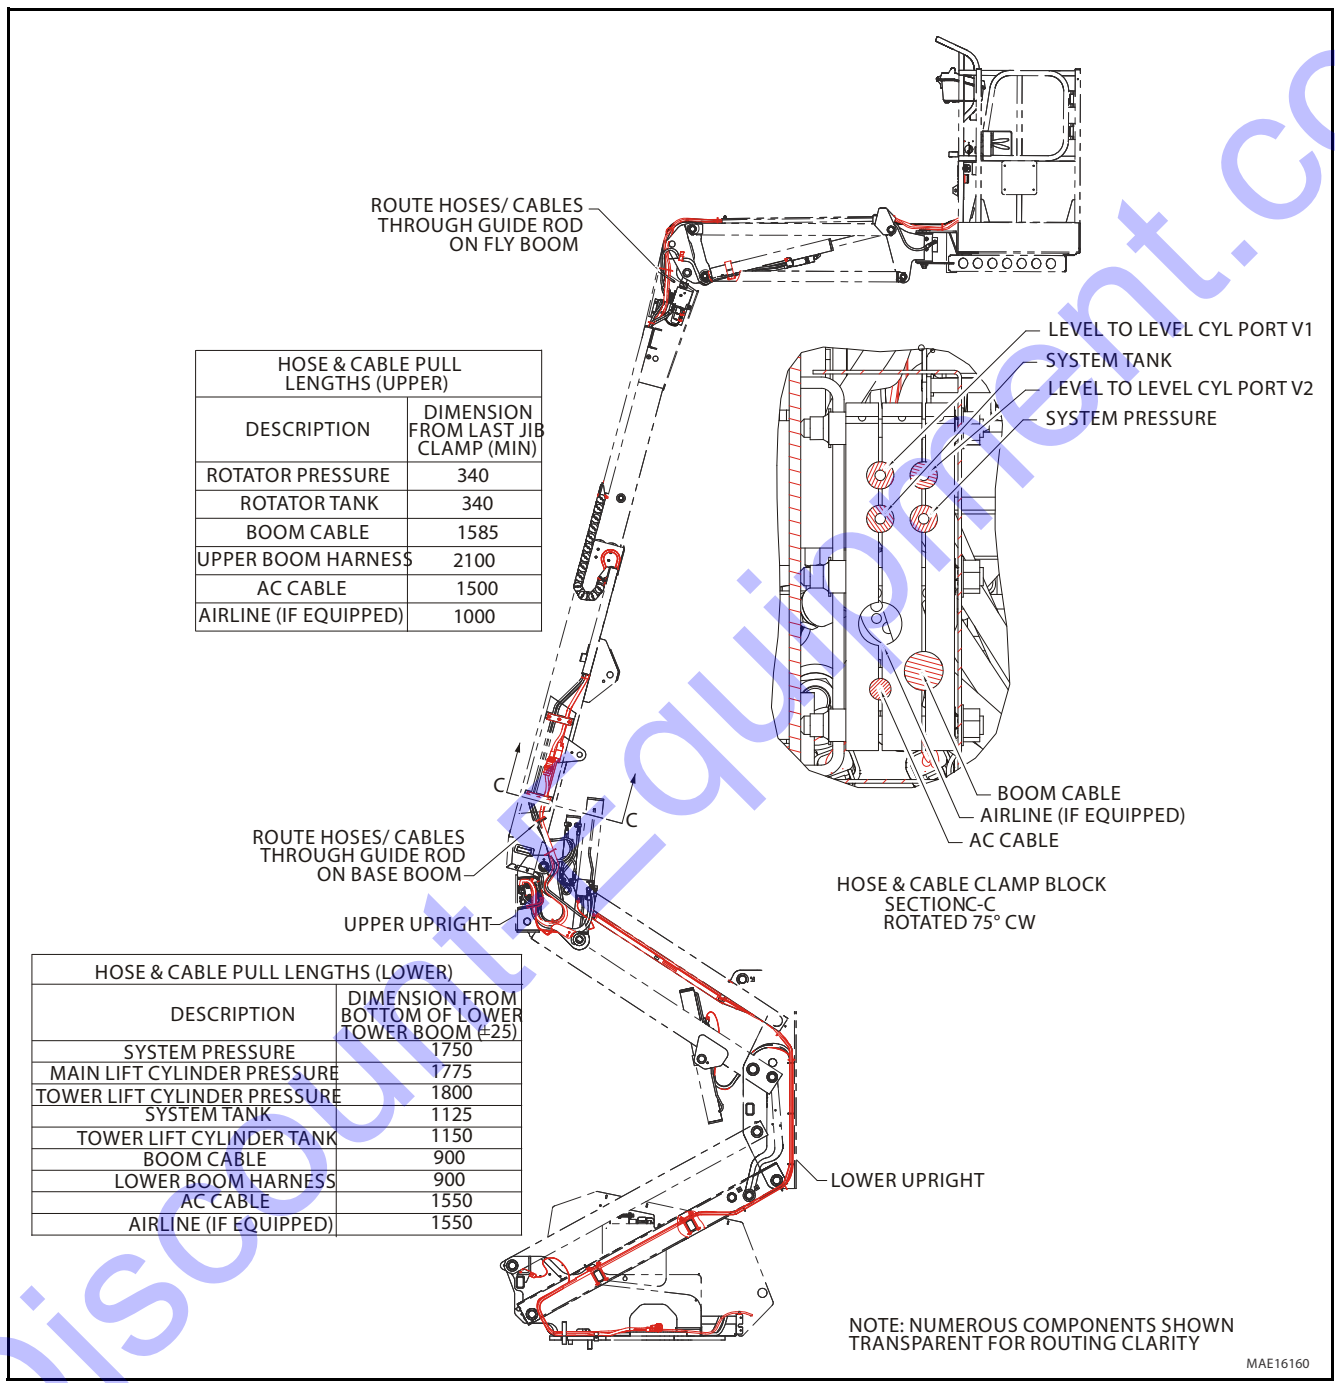 ROUTE HOSES/ CABLES
THROUGH GUIDE ROD
ON FLY BOOM
LEVEL TO LEVEL CYL PORT V1
SYSTEM TANK
LEVEL TO LEVEL CYL PORT V2
SYSTEM PRESSURE
HOSE & CABLE PULL
LENGTHS (UPPER)
DESCRIPTION
DIMENSION
FROM LAST JIB
CLAMP (MIN)
ROTATOR PRESSURE 340
ROTATOR TANK 340
BOOM CABLE 1585
UPPER BOOM HARNESS 2100
AC CABLE 1500
AIRLINE (IF EQUIPPED) 1000
C
C
BOOM CABLE
AIRLINE (IF EQUIPPED)
AC CABLE
ROUTE HOSES/ CABLES
THROUGH GUIDE ROD
ON BASE BOOM
HOSE & CABLE CLAMP BLOCK
SECTIONC-C
ROTATED 75° CW
UPPER UPRIGHT
HOSE & CABLE PULL LENGTHS (LOWER)
DESCRIPTION
DIMENSION FROM
BOTTOM OF LOWER
TOWER BOOM (±25)
SYSTEM PRESSURE 1750
MAIN LIFT CYLINDER PRESSURE 1775
TOWER LIFT CYLINDER PRESSURE 1800
SYSTEM TANK 1125
TOWER LIFT CYLINDER TANK 1150
BOOM CABLE 900
LOWER BOOM HARNESS 900
AC CABLE 1550
AIRLINE (IF EQUIPPED) 1550
LOWER UPRIGHT
NOTE: NUMEROUS COMPONENTS SHOWN
TRANSPARENT FOR ROUTING CLARITY
MAE16160
Discount-Equipment.co